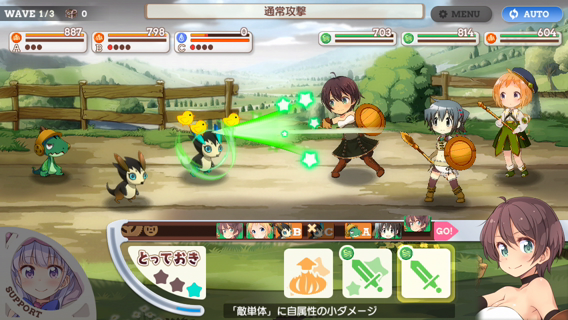 WAVE 1/3 0
通常攻撃
MENU
AUTO
887
A
798
B
0
C
703
814
604
B
C
A
GO!
とっておき
SUPPORT
「敵単体」に自属性の小ダメージ